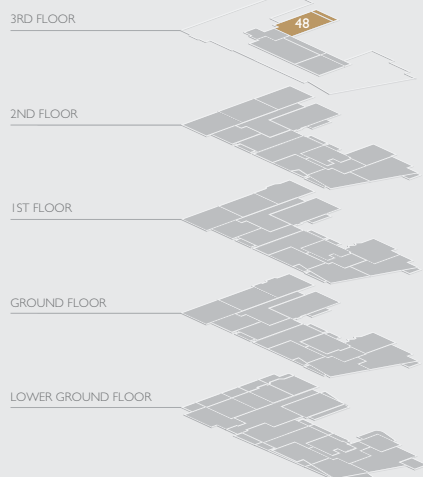 3RD FLOOR
48
2ND FLOOR
1ST FLOOR
GROUND FLOOR
LOWER GROUND FLOOR